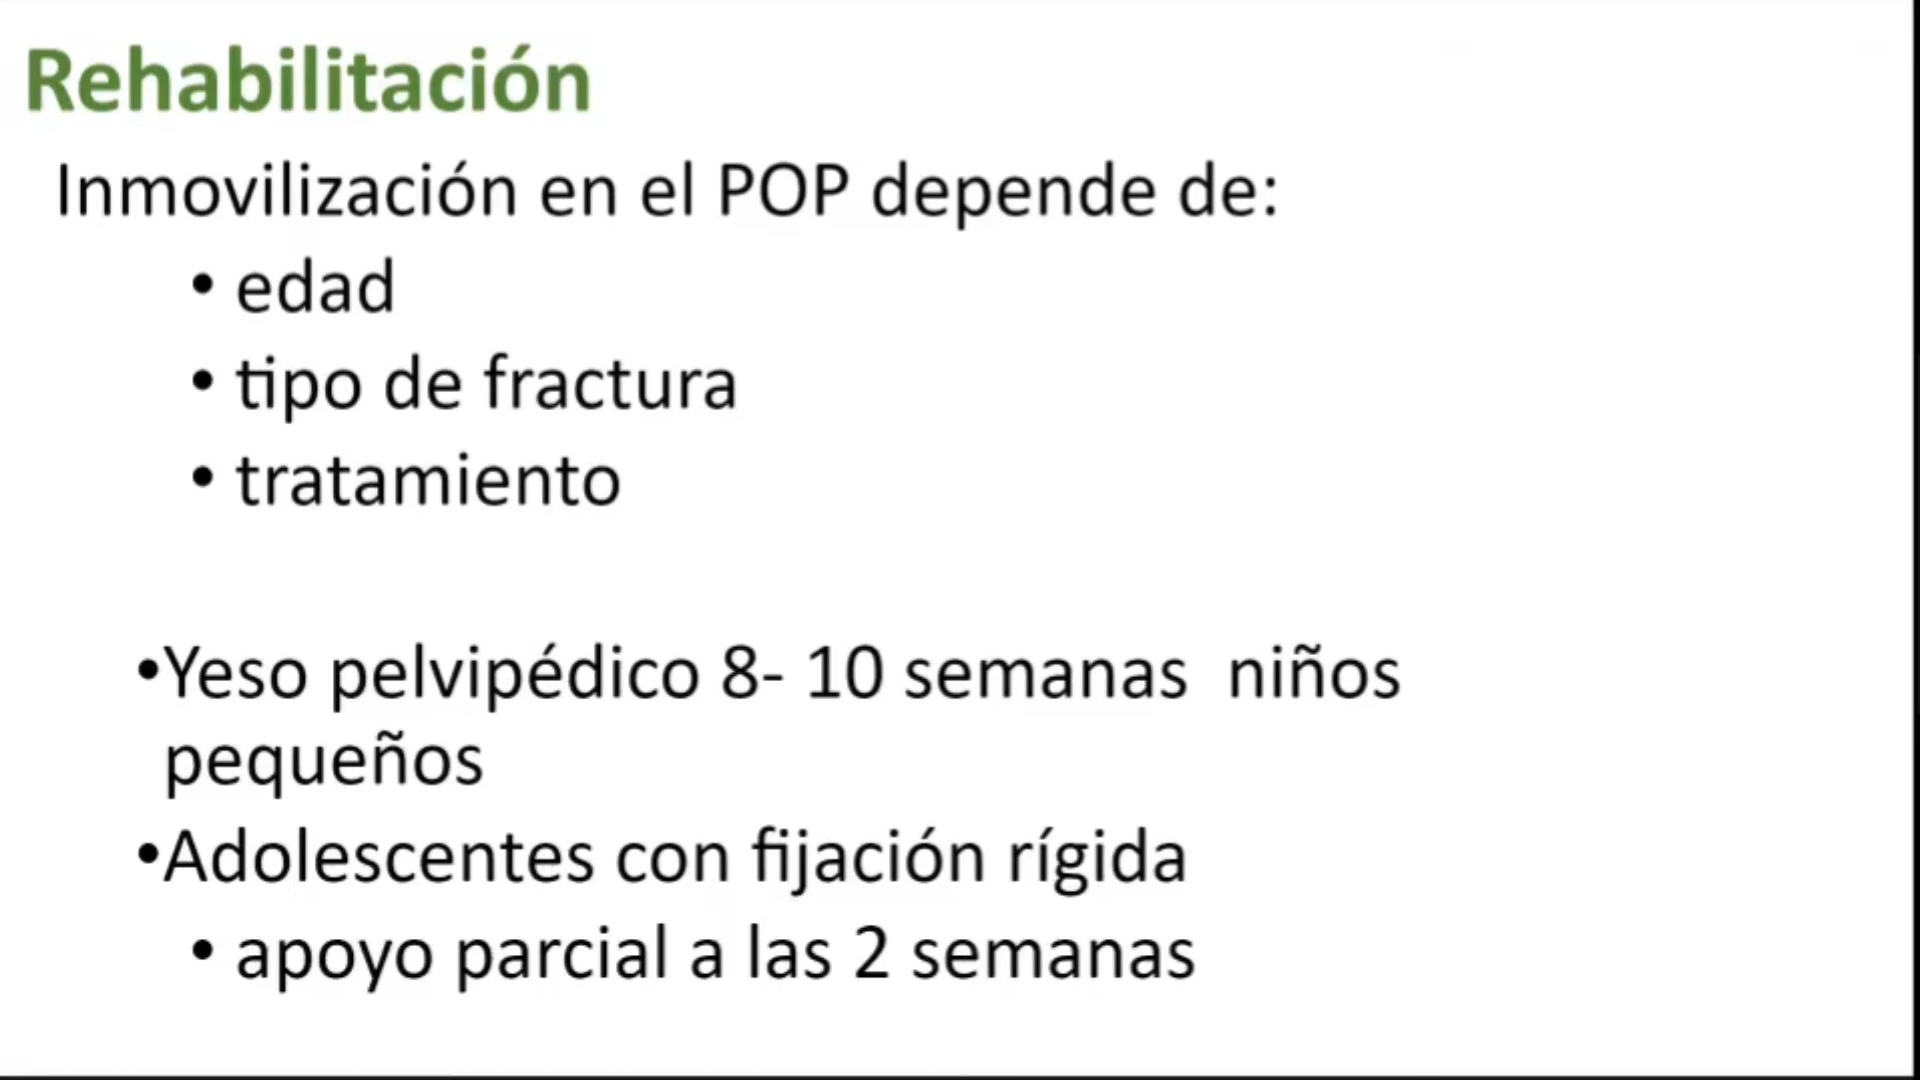 Rehabilitación
Inmovilización en el POP depende de:
• edad
• tipo de fractura
• tratamiento
•Yeso pelvipédico 8- 10 semanas  niños
pequeños
•Adolescentes con fijación rígida
• apoyo parcial a las 2 semanas